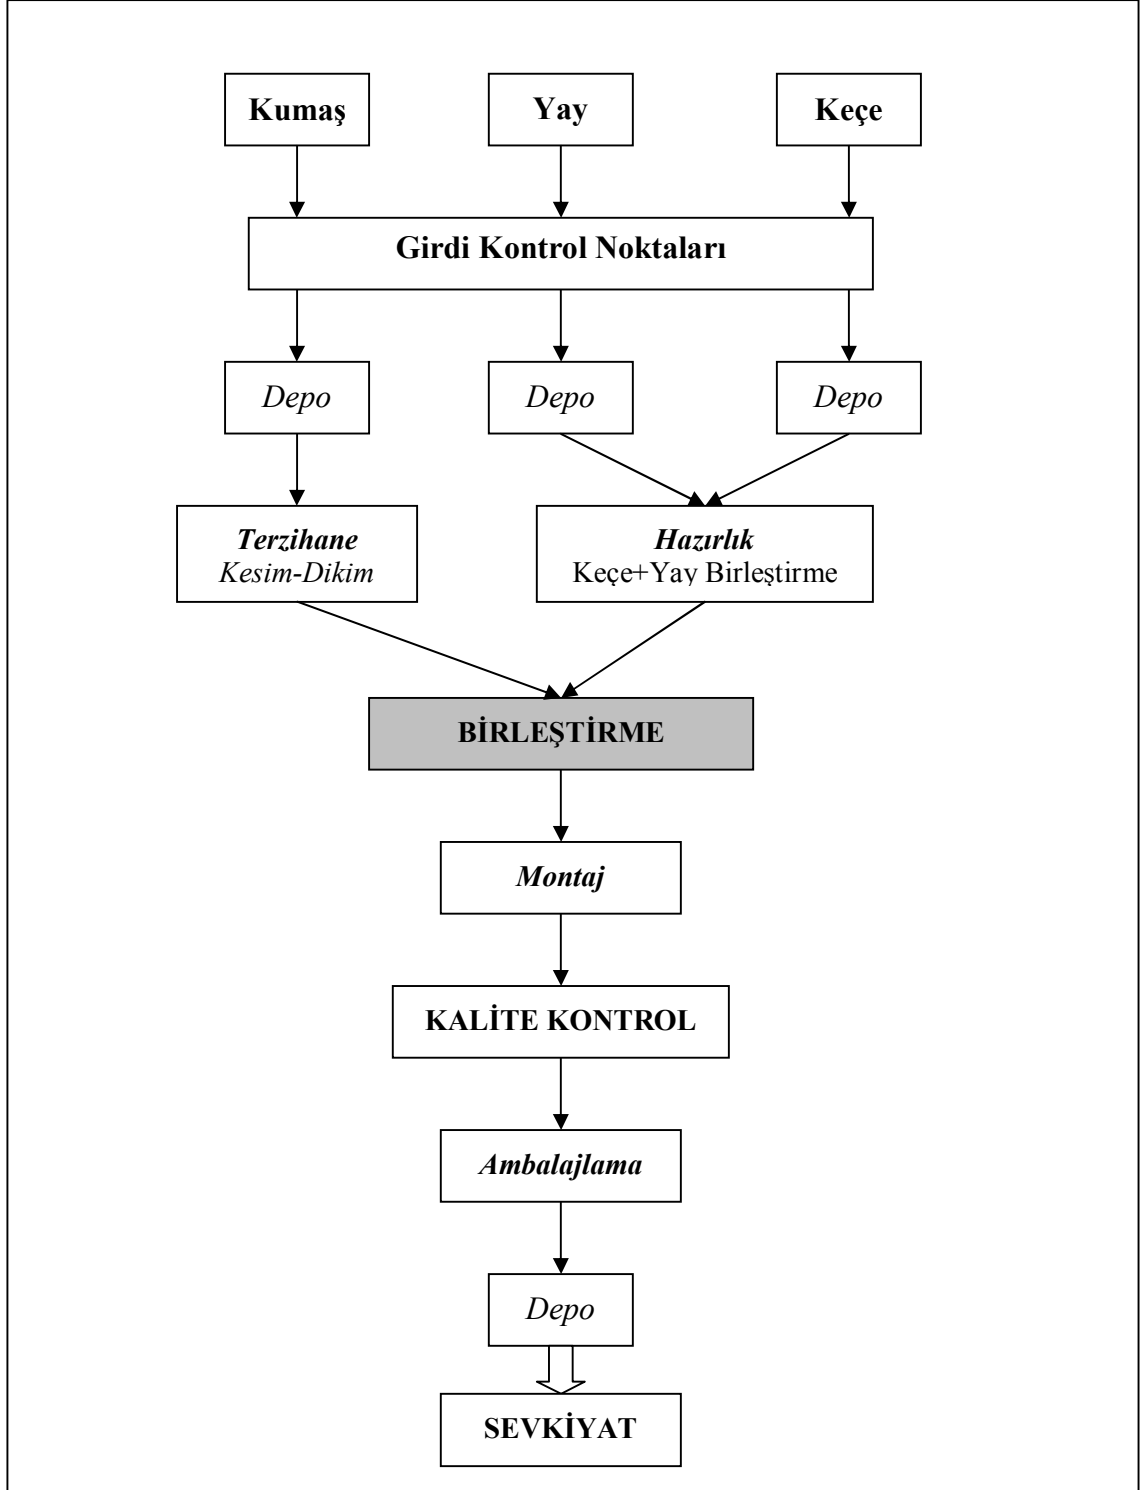 Kumaş
Yay
Keçe
Girdi Kontrol Noktaları
Depo
Depo
Depo
Terzihane
Kesim-Dikim
Hazırlık
Keçe+Yay Birleştirme
BİRLEŞTİRME
Montaj
KALİTE KONTROL
Ambalajlama
Depo
SEVKİYAT